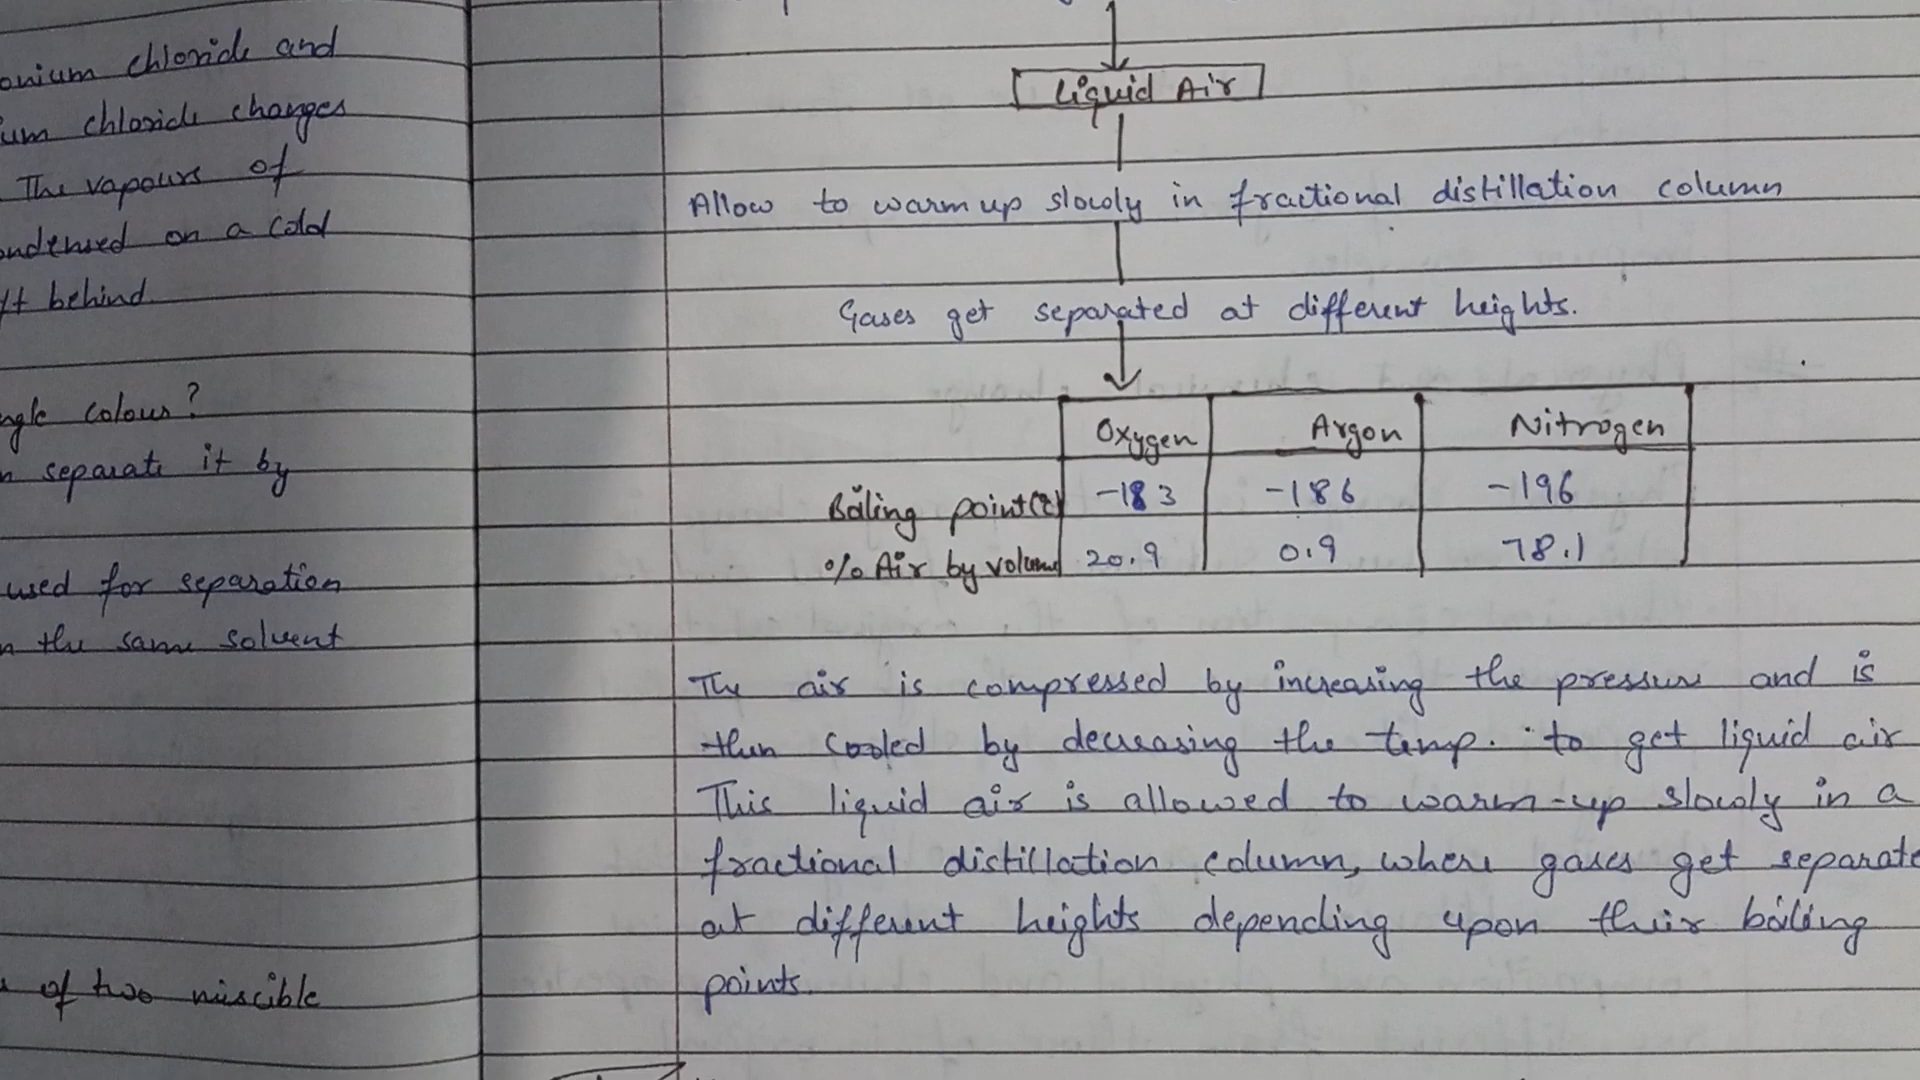 onium chloride and
um chloride changes
The vapours of
ondensed on a cold
ft behind
ngle colour?
n separate it by
used for separation
n the same solvent
of two miscible
Liquid Air
Allow to warm up slowly in fractional distillation column
Gases get separated at different heights.
Oxygen Argon Nitrogen
Boiling point(°C) -183 -186 -196
% Air by volume 20.9 0.9 78.1
The air is compressed by increasing the pressure and is
then cooled by decreasing the temp. to get liquid air
This liquid air is allowed to warm-up slowly in a
fractional distillation column, where gases get separate
at different heights depending upon their boiling
points.